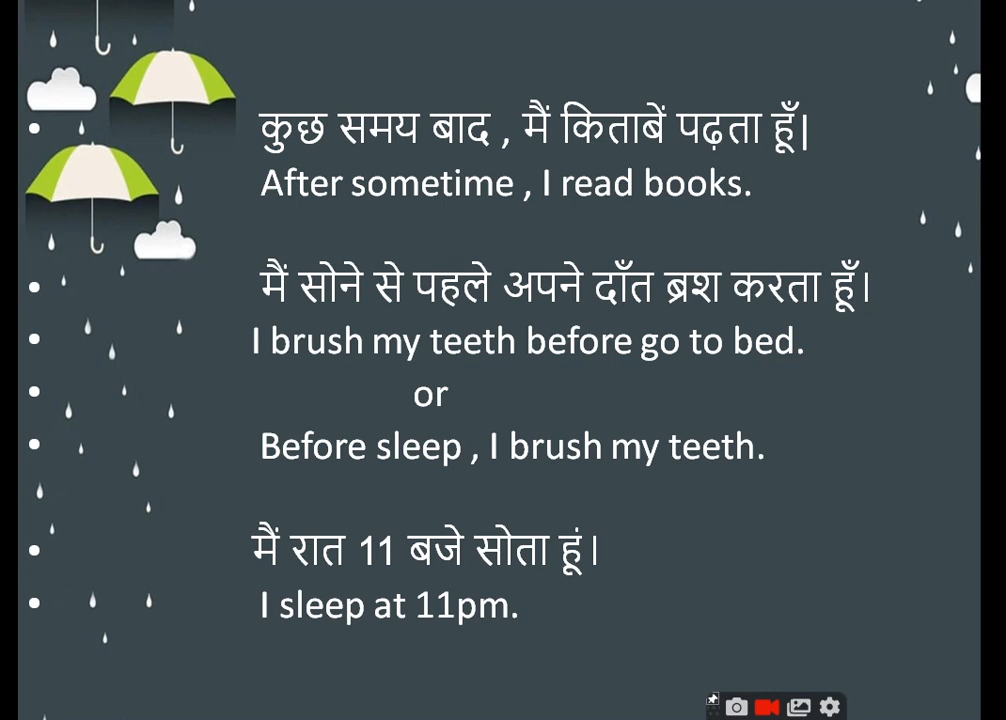 कुछ समय बाद , मैं किताबें पढ़ता हूँ|
After sometime , I read books.
मैं सोने से पहले अपने दाँत ब्रश करता हूँ।
I brush my teeth before go to bed.
or
Before sleep , I brush my teeth.
मैं रात 11 बजे सोता हूं।
I sleep at 11pm.